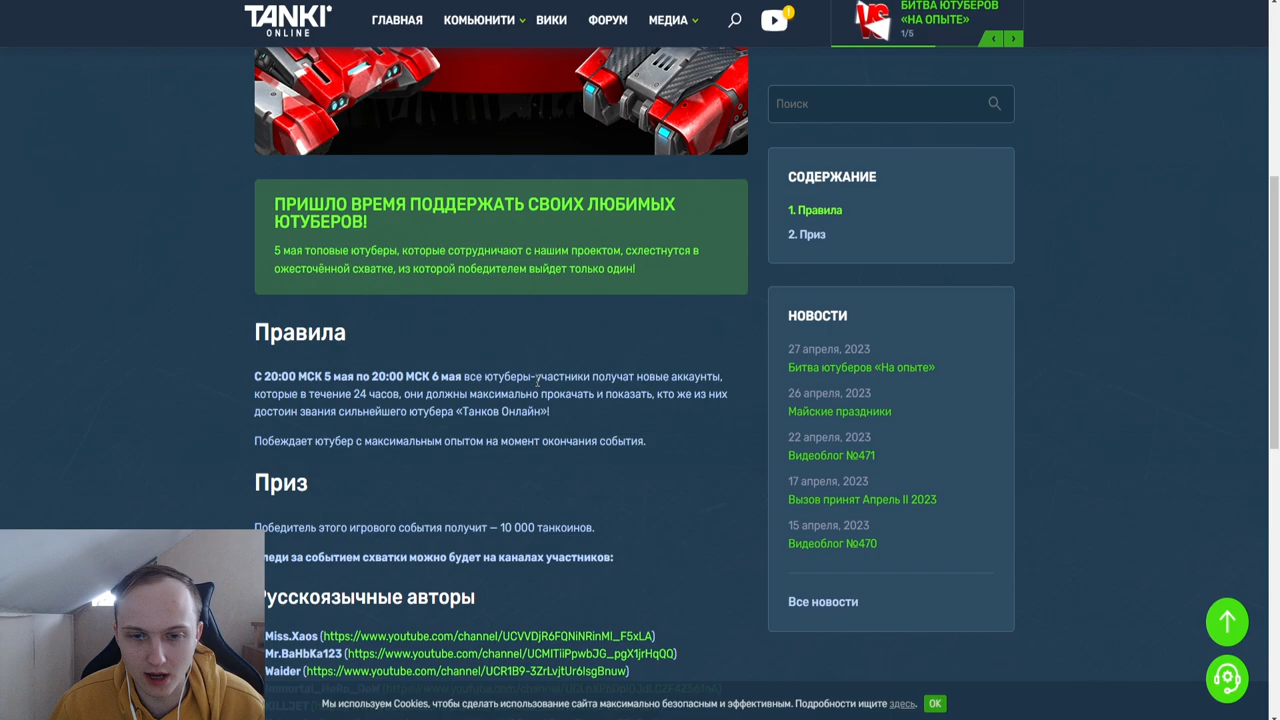 TANKI
ONLINE
ГЛАВНАЯ
КОМЬЮНИТИ
ВИКИ
ФОРУМ
МЕДИА
!
VS
БИТВА ЮТУБЕРОВ
«НА ОПЫТЕ»
1/5
ПРИШЛО ВРЕМЯ ПОДДЕРЖАТЬ СВОИХ ЛЮБИМЫХ
ЮТУБЕРОВ!
5 мая топовые ютуберы, которые сотрудничают с нашим проектом, схлестнутся в
ожесточённой схватке, из которой победителем выйдет только один!
Правила
С 20:00 МСК 5 мая по 20:00 МСК 6 мая все ютуберы-участники получат новые аккаунты,
которые в течение 24 часов, они должны максимально прокачать и показать, кто же из них
достоин звания сильнейшего ютубера «Танков Онлайн»!
Побеждает ютубер с максимальным опытом на момент окончания события.
Приз
Победитель этого игрового события получит — 10 000 танкоинов.
леди за событием схватки можно будет на каналах участников:
усскоязычные авторы
Miss.Xaos (https://www.youtube.com/channel/UCVVDjR6FQNiNRinMl_F5xLA)
Mr.BaHbKa123 (https://www.youtube.com/channel/UCMITiiPpwbJG_pgX1jrHqQQ)
Waider (https://www.youtube.com/channel/UCR1B9-3ZrLvjtUr6IsgBnuw)
Поиск
СОДЕРЖАНИЕ
1. Правила
2. Приз
НОВОСТИ
27 апреля, 2023
Битва ютуберов «На опыте»
26 апреля, 2023
Майские праздники
22 апреля, 2023
Видеоблог №471
17 апреля, 2023
Вызов принят Апрель II 2023
15 апреля, 2023
Видеоблог №470
Все новости
Мы используем Cookies, чтобы сделать использование сайта максимально безопасным и эффективным. Подробности ищите здесь.
OK